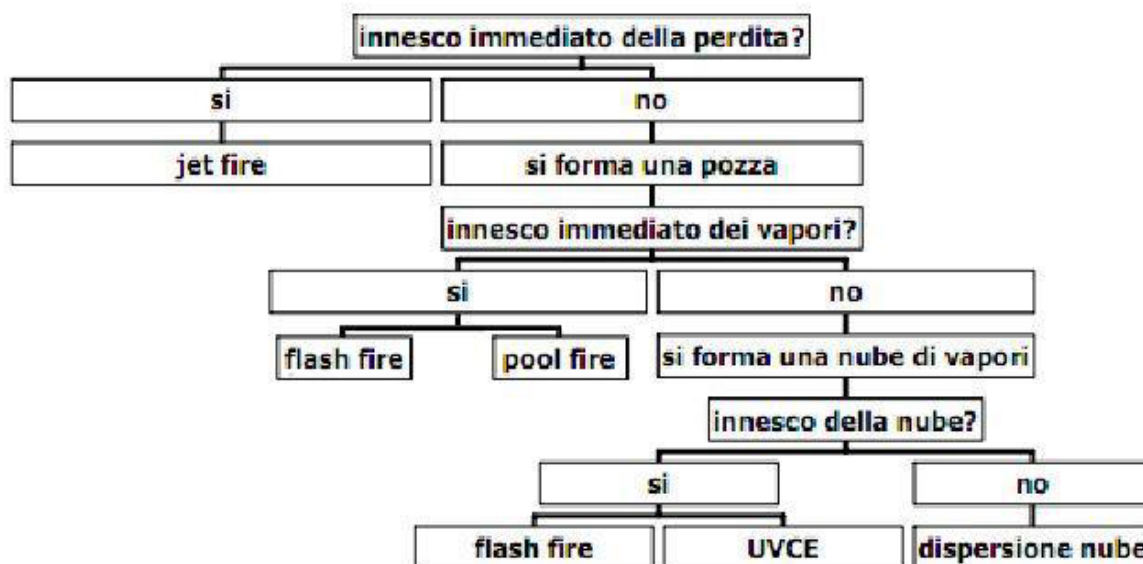 innesco immediato della perdita?
si
no
jet fire
si forma una pozza
innesco immediato dei vapori?
si
no
flash fire
pool fire
si forma una nube di vapori
innesco della nube?
si
no
flash fire
UVCE
dispersione nube